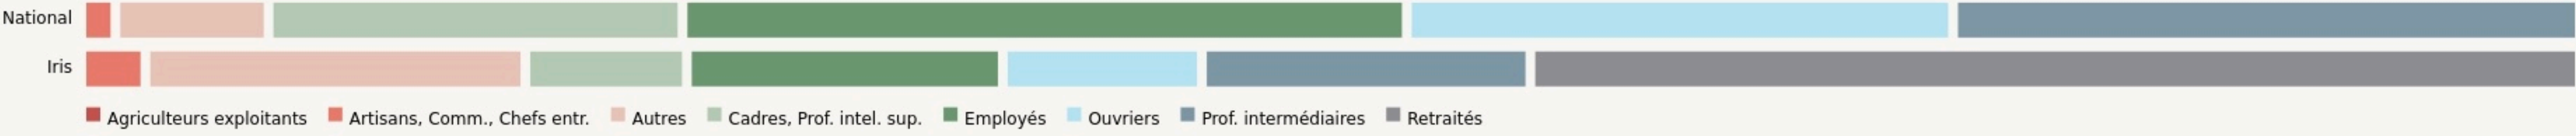 National
Iris
Agriculteurs exploitants Artisans, Comm., Chefs entr. Autres Cadres, Prof. intel. sup. Employés Ouvriers Prof. intermédiaires Retraités